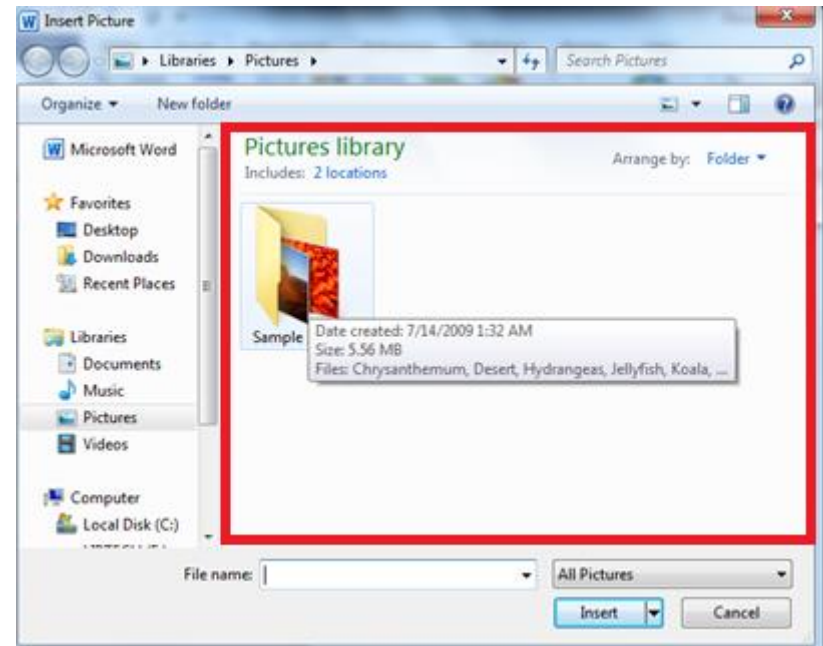 Insert Picture
Libraries Pictures
Search Pictures
Organize New folder
Microsoft Word
Favorites
Desktop
Downloads
Recent Places
Libraries
Documents
Music
Pictures
Videos
Computer
Local Disk (C:)
Pictures library
Includes: 2 locations
Arrange by: Folder
Sample
Date created: 7/14/2009 1:32 AM
Size: 5.56 MB
Files: Chrysanthemum, Desert, Hydrangeas, Jellyfish, Koala, ...
File name:
All Pictures
Insert
Cancel